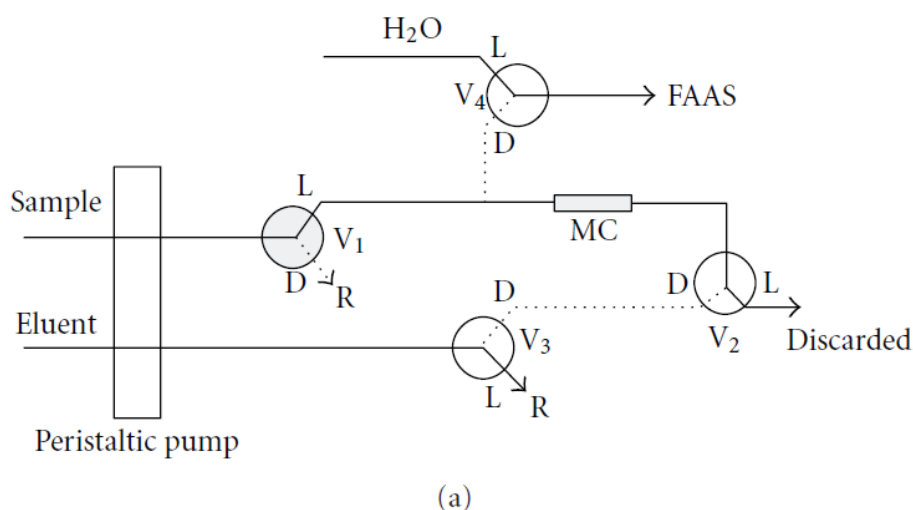 H₂O
L
V₄
FAAS
D
Sample
L
V₁
MC
D
R
D
D
L
Eluent
V₃
V₂
Discarded
L
R
Peristaltic pump
(a)